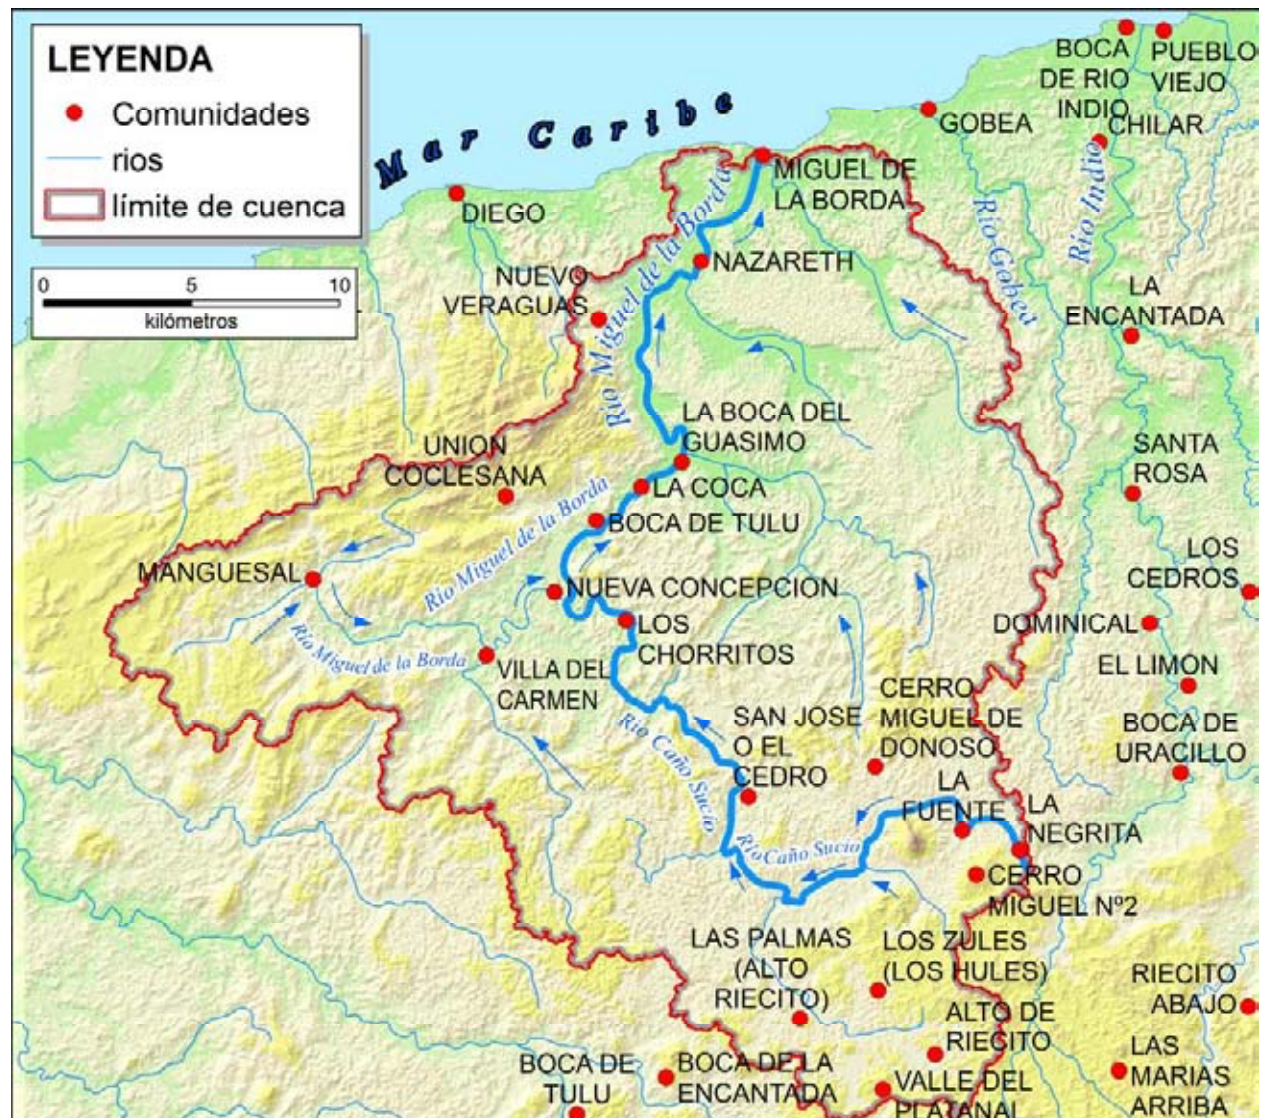 LEYENDA
Comunidades
rios
límite de cuenca
0 5 10
kilómetros
Mar Caribe
BOCA
DE RIO
INDIO
PUEBLO
VIEJO
GOBEA
CHILAR
MIGUEL DE
LA BORDA
DIEGO
NAZARETH
NUEVO
VERAGUAS
Río Miguel de la Borda
Río Gobea
Río Indio
LA
ENCANTADA
LA BOCA DEL
GUASIMO
UNION
COCLESANA
LA COCA
SANTA
ROSA
BOCA DE TULU
Río Miguel de la Borda
LOS
CEDROS
MANGUESAL
NUEVA CONCEPCION
LOS
CHORRITOS
DOMINICAL
Río Miguel de la Borda
VILLA DEL
CARMEN
EL LIMON
CERRO
MIGUEL DE
DONOSO
SAN JOSE
O EL
CEDRO
BOCA DE
URACILLO
Río Caño Sucio
LA
FUENTE
LA
NEGRITA
Río Caño Sucio
CERRO
MIGUEL Nº2
LAS PALMAS
(ALTO
RIECITO)
LOS ZULES
(LOS HULES)
RIECITO
ABAJO
ALTO DE
RIECITO
BOCA DE
TULU
BOCA DE LA
ENCANTADA
VALLE DEL
PLATANAL
LAS
MARIAS
ARRIBA